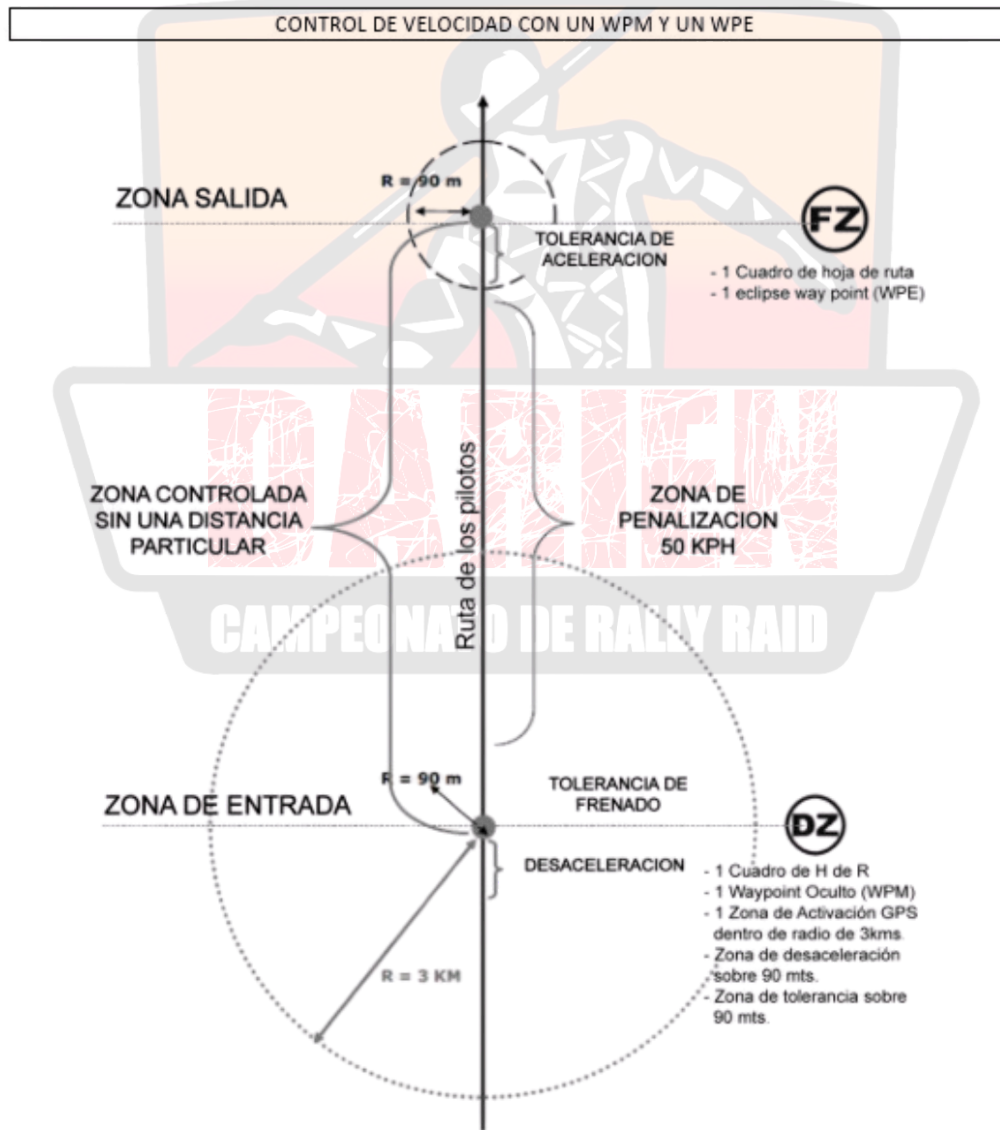 CONTROL DE VELOCIDAD CON UN WPM Y UN WPE
R = 90 m
ZONA SALIDA
FZ
TOLERANCIA DE
ACELERACION
- 1 Cuadro de hoja de ruta
- 1 eclipse way point (WPE)
DARIEN
Ruta de los pilotos
ZONA CONTROLADA
SIN UNA DISTANCIA
PARTICULAR
ZONA DE
PENALIZACION
50 KPH
CAMPEONATO DE RALLY RAID
R = 90 m
ZONA DE ENTRADA
TOLERANCIA DE
FRENADO
DZ
DESACELERACION
- 1 Cuadro de H de R
- 1 Waypoint Oculto (WPM)
- 1 Zona de Activación GPS
dentro de radio de 3kms.
- Zona de desaceleración
sobre 90 mts.
- Zona de tolerancia sobre
90 mts.
R = 3 KM